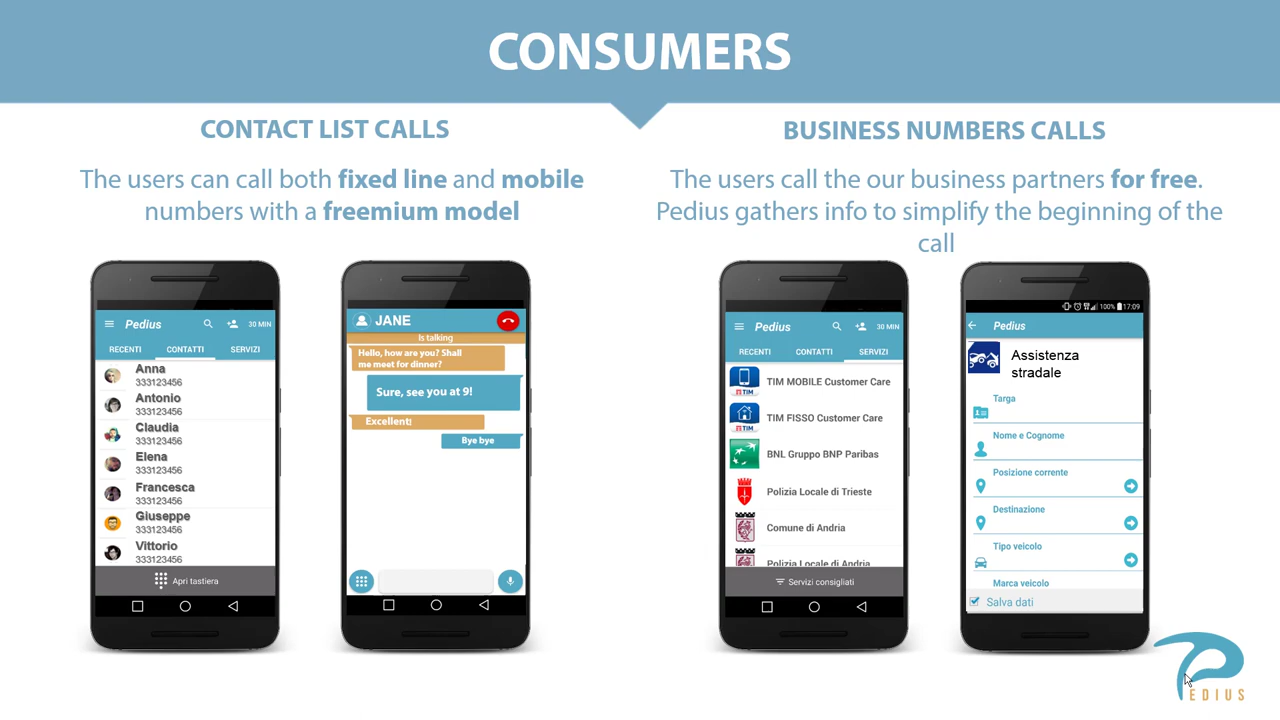 CONSUMERS
CONTACT LIST CALLS
The users can call both fixed line and mobile
numbers with a freemium model
BUSINESS NUMBERS CALLS
The users call the our business partners for free.
Pedius gathers info to simplify the beginning of the
call
Pedius
30 MIN
RECENTI CONTATTI SERVIZI
Anna
333123456
Antonio
333123456
Claudia
333123456
Elena
333123456
Francesca
333123456
Giuseppe
333123456
Vittorio
333123456
Apri tastiera
JANE
Is talking
Hello, how are you? Shall
me meet for dinner?
Sure, see you at 9!
Excellent;
Bye bye
Pedius
30 MIN
RECENTI CONTATTI SERVIZI
TIM MOBILE Customer Care
TIM
TIM FISSO Customer Care
TIM
BNL Gruppo BNP Paribas
Polizia Locale di Trieste
Comune di Andria
Polizia Locale di Andria
Servizi consigliati
100% 17:09
Pedius
Assistenza
stradale
Targa
Nome e Cognome
Posizione corrente
Destinazione
Tipo veicolo
Marca veicolo
Salva dati
PEDIUS